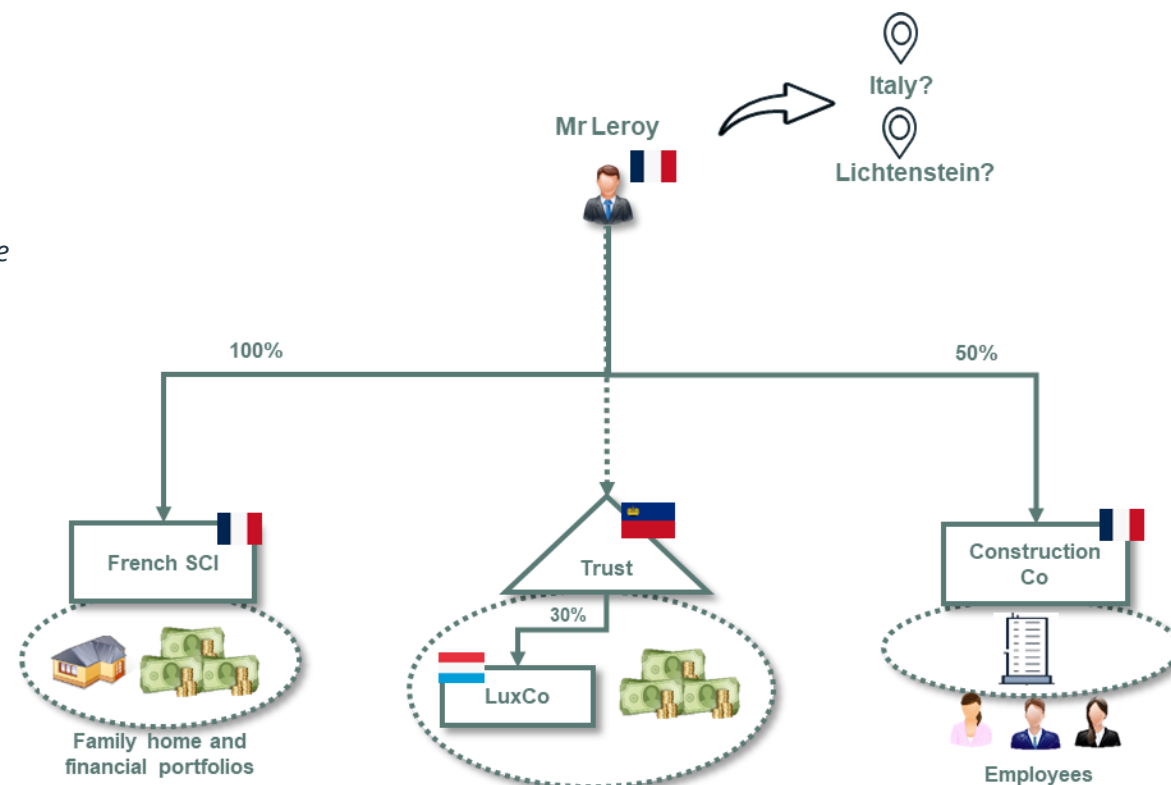 Italy?
Mr Leroy
Lichtenstein?
e
100%
50%
French SCI
Trust
Construction
Co
30%
LuxCo
Family home and
financial portfolios
Employees